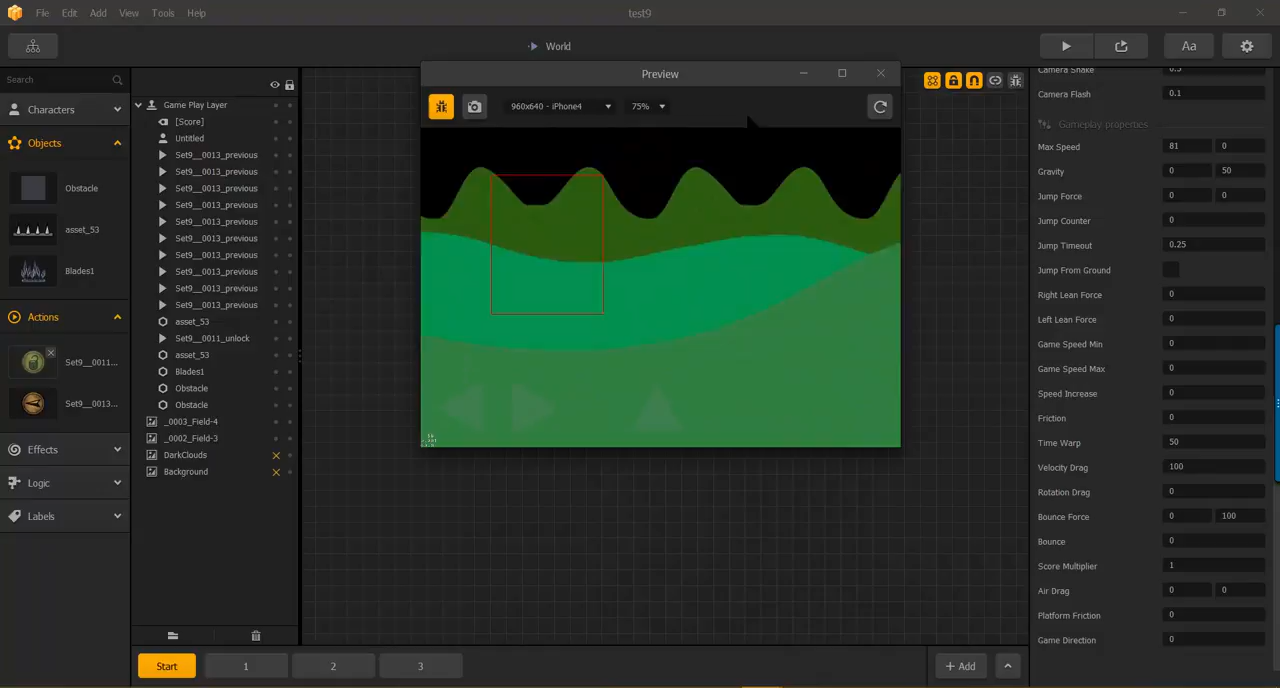 File Edit Add View Tools Help
test9
World
Aa
Search
Characters
Objects
Obstacle
asset_53
Blades1
Actions
Set9__0011...
Set9__0013...
Effects
Logic
Labels
Game Play Layer
[Score]
Untitled
Set9__0013_previous
Set9__0013_previous
Set9__0013_previous
Set9__0013_previous
Set9__0013_previous
Set9__0013_previous
Set9__0013_previous
Set9__0013_previous
Set9__0013_previous
Set9__0013_previous
asset_53
Set9__0011_unlock
asset_53
Blades1
Obstacle
Obstacle
_0003_Field-4
_0002_Field-3
DarkClouds
Background
Preview
960x640 - iPhone4
75%
Start 1 2 3
+ Add
Camera Shake 0.5
Camera Flash 0.1
Gameplay properties
Max Speed 81 0
Gravity 0 50
Jump Force 0 0
Jump Counter 0
Jump Timeout 0.25
Jump From Ground
Right Lean Force 0
Left Lean Force 0
Game Speed Min 0
Game Speed Max 0
Speed Increase 0
Friction 0
Time Warp 50
Velocity Drag 100
Rotation Drag 0
Bounce Force 0 100
Bounce 0
Score Multiplier 1
Air Drag 0 0
Platform Friction 0
Game Direction 0